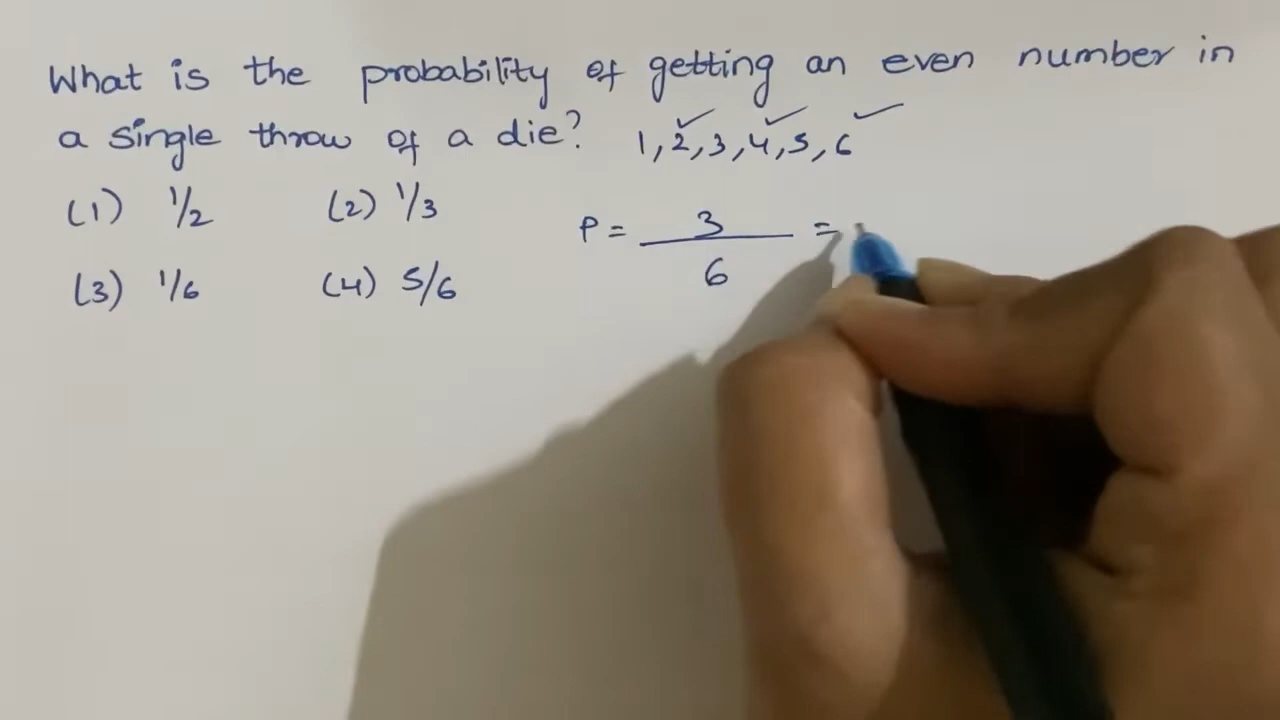 What is the probability of getting an even number in
a single throw of a die? 1, 2, 3, 4, 5, 6
(1) 1/2 (2) 1/3
P = 3/6 =
(3) 1/6 (4) 5/6